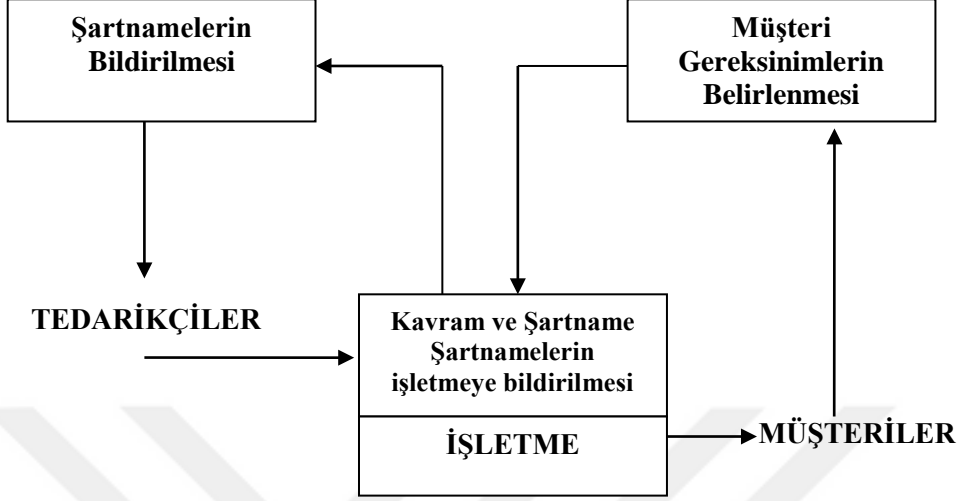 Şartnamelerin
Bildirilmesi
Müşteri
Gereksinimlerin
Belirlenmesi
TEDARİKÇİLER
Kavram ve Şartname
Şartnamelerin
işletmeye bildirilmesi
İŞLETME
MÜŞTERİLER